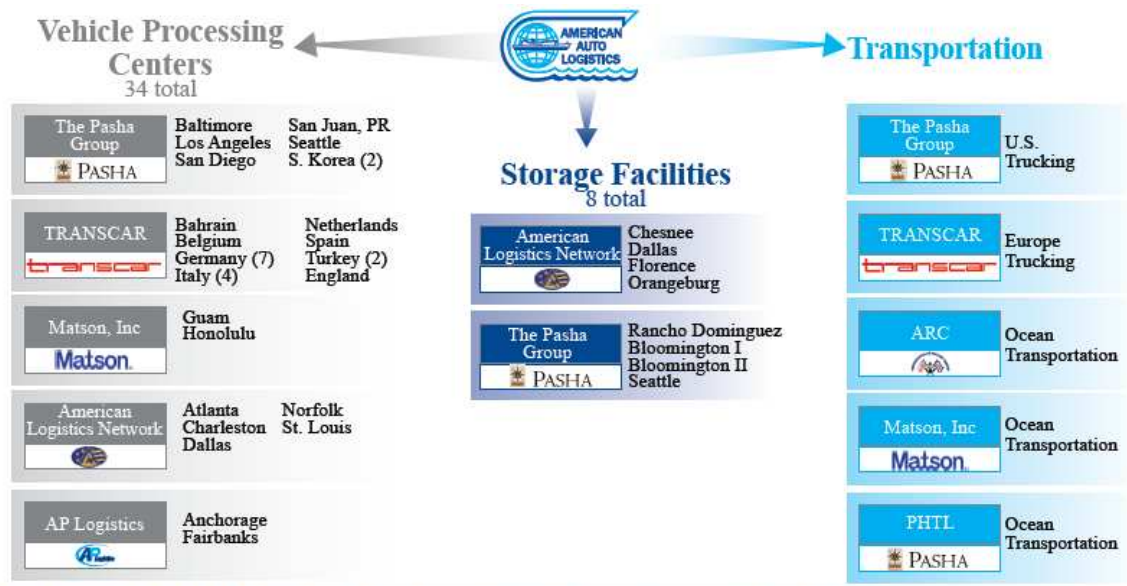 AMERICAN
AUTO
LOGISTICS
Vehicle Processing
Centers
34 total
The Pasha
Group
PASHA
Baltimore
Los Angeles
San Diego
San Juan, PR
Seattle
S. Korea (2)
TRANSCAR
transcar
Bahrain
Belgium
Germany (7)
Italy (4)
Netherlands
Spain
Turkey (2)
England
Matson, Inc
Matson
Guam
Honolulu
American
Logistics Network
Atlanta
Charleston
Dallas
Norfolk
St. Louis
AP Logistics
AP
Anchorage
Fairbanks
Storage Facilities
8 total
American
Logistics Network
Chesnee
Dallas
Florence
Orangeburg
The Pasha
Group
PASHA
Rancho Dominguez
Bloomington I
Bloomington II
Seattle
Transportation
The Pasha
Group
PASHA
U.S.
Trucking
TRANSCAR
transcar
Europe
Trucking
ARC
Ocean
Transportation
Matson, Inc
Matson
Ocean
Transportation
PHTL
PASHA
Ocean
Transportation